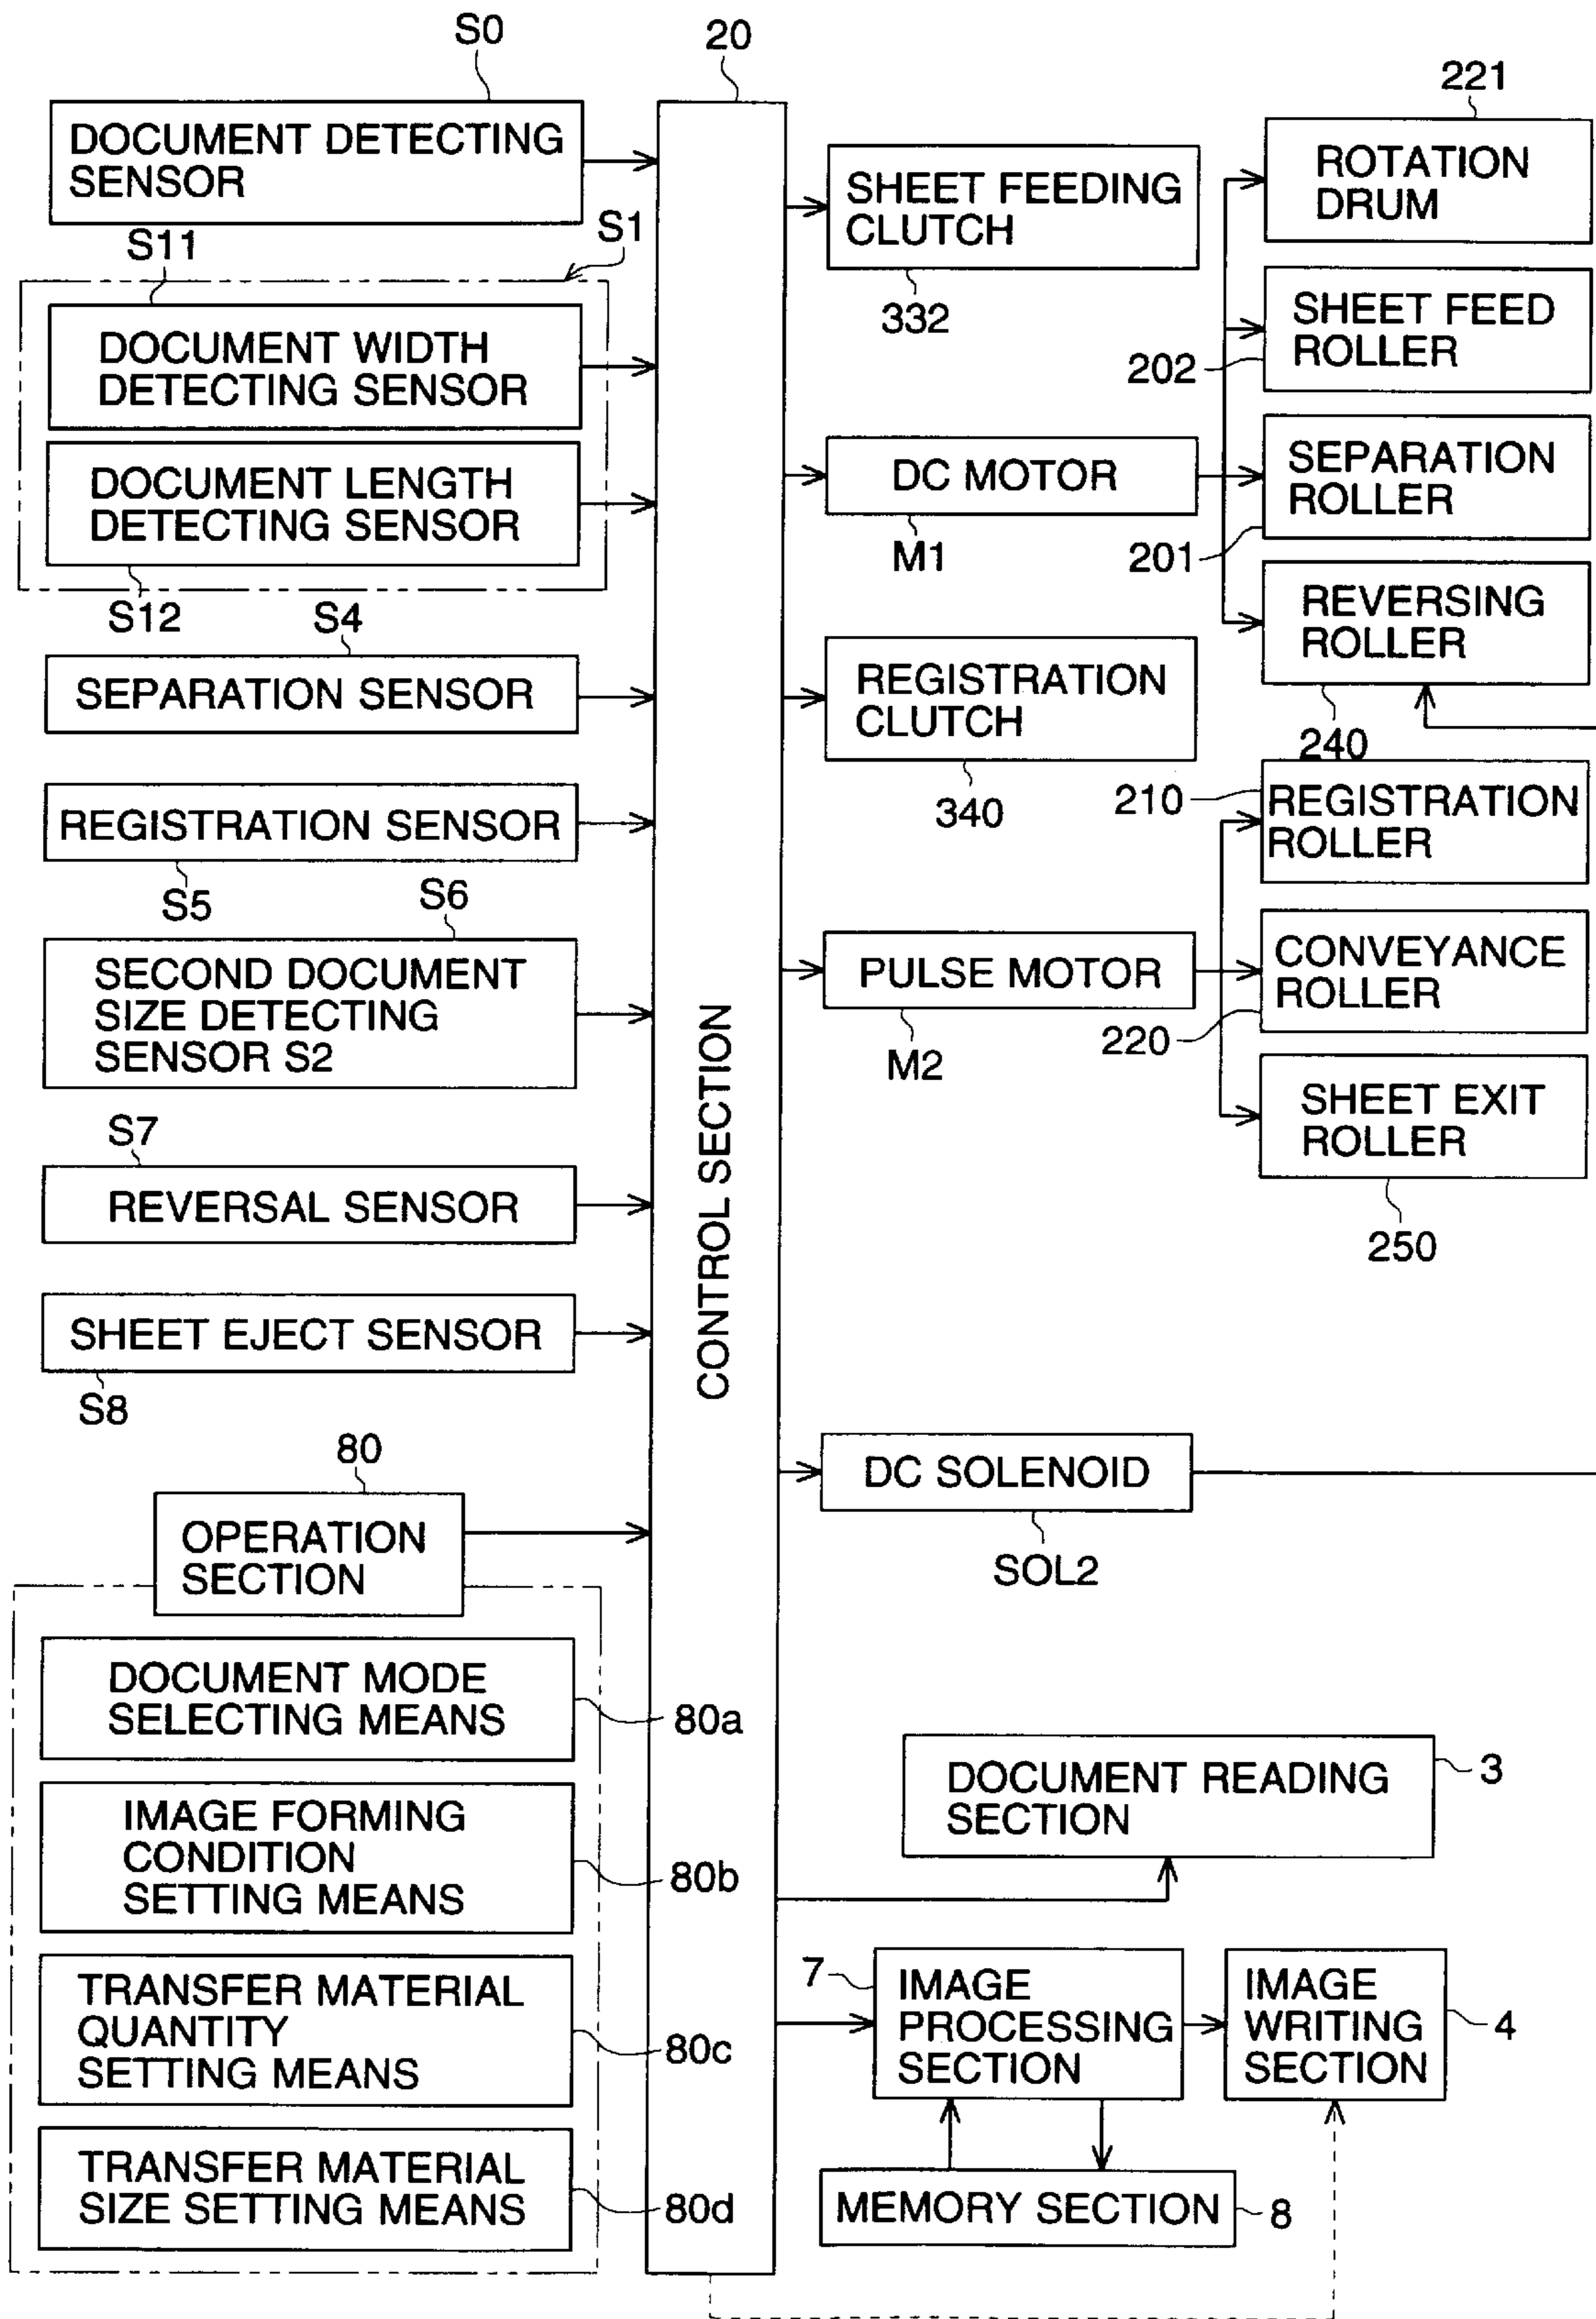 S0
DOCUMENT DETECTING
SENSOR
S11
S1
DOCUMENT WIDTH
DETECTING SENSOR
DOCUMENT LENGTH
DETECTING SENSOR
S12
S4
SEPARATION SENSOR
REGISTRATION SENSOR
S5
S6
SECOND DOCUMENT
SIZE DETECTING
SENSOR S2
S7
REVERSAL SENSOR
SHEET EJECT SENSOR
S8
80
OPERATION
SECTION
DOCUMENT MODE
SELECTING MEANS
80a
IMAGE FORMING
CONDITION
SETTING MEANS
80b
TRANSFER MATERIAL
QUANTITY
SETTING MEANS
80c
TRANSFER MATERIAL
SIZE SETTING MEANS
80d
20
CONTROL SECTION
SHEET FEEDING
CLUTCH
332
DC MOTOR
M1
REGISTRATION
CLUTCH
340
PULSE MOTOR
M2
DC SOLENOID
SOL2
221
ROTATION
DRUM
SHEET FEED
ROLLER
202
SEPARATION
ROLLER
201
REVERSING
ROLLER
240
210
REGISTRATION
ROLLER
CONVEYANCE
ROLLER
220
SHEET EXIT
ROLLER
250
DOCUMENT READING
SECTION
3
7
IMAGE
PROCESSING
SECTION
IMAGE
WRITING
SECTION
4
MEMORY SECTION
8